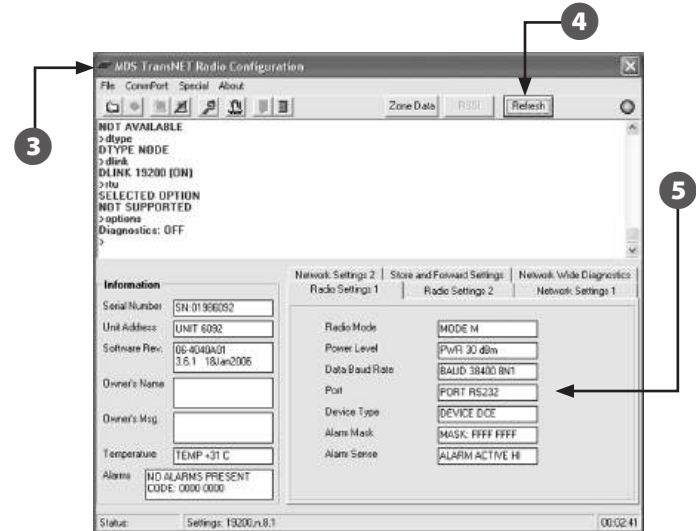 4
MDS TransNET Radio Configuration
3
File CommPort Special About
Zone Data RSSI Refresh
NOT AVAILABLE
>dtype
DTYPE NODE
>dlink
DLINK 19200 [ON]
>rtu
SELECTED OPTION
NOT SUPPORTED
>options
Diagnostics: OFF
>
5
Network Settings 2 Store and Forward Settings Network Wide Diagnostics
Radio Settings 1 Radio Settings 2 Network Settings 1
Information
Serial Number SN:01986092
Unit Address UNIT 6092
Software Rev. 06-4040A01
3.6.1 18Jan2006
Owner's Name
Owner's Msg.
Temperature TEMP +31 C
Alarms NO ALARMS PRESENT
CODE: 0000 0000
Radio Mode MODE M
Power Level PWR 30 dBm
Data Baud Rate BAUD 38400 8N1
Port PORT RS232
Device Type DEVICE DCE
Alarm Mask MASK: FFFF FFFF
Alarm Sense ALARM ACTIVE HI
Status: Settings: 19200,n,8,1 00:02:41